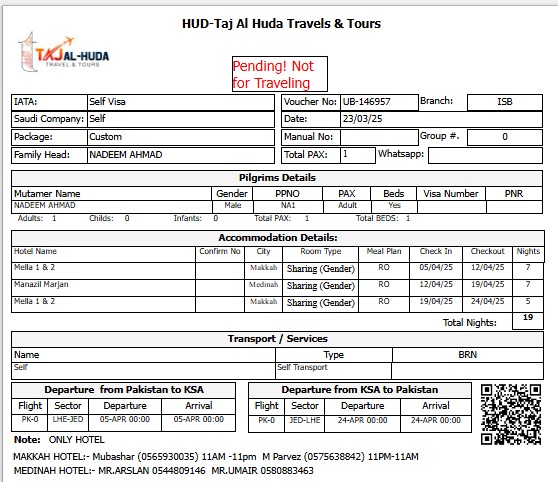 HUD-Taj Al Huda Travels & Tours
TAJ AL-HUDA
TRAVEL & TOURS
Pending! Not
for Traveling
IATA: Self Visa Voucher No: UB-146957 Branch: ISB
Saudi Company: Self Date: 23/03/25
Package: Custom Manual No: Group #. 0
Family Head: NADEEM AHMAD Total PAX: 1 Whatsapp:
Pilgrims Details
Mutamer Name Gender PPNO PAX Beds Visa Number PNR
NADEEM AHMAD Male NA1 Adult Yes
Adults: 1 Childs: 0 Infants: 0 Total PAX: 1 Total BEDS: 1
Accommodation Details:
Hotel Name Confirm No City Room Type Meal Plan Check In Checkout Nights
Mella 1 & 2 Makkah Sharing (Gender) RO 05/04/25 12/04/25 7
Manazil Marjan Medinah Sharing (Gender) RO 12/04/25 19/04/25 7
Mella 1 & 2 Makkah Sharing (Gender) RO 19/04/25 24/04/25 5
Total Nights: 19
Transport / Services
Name Type BRN
Self Self Transport
Departure from Pakistan to KSA Departure from KSA to Pakistan
Flight Sector Departure Arrival Flight Sector Departure Arrival
PK-0 LHE-JED 05-APR 00:00 05-APR 00:00 PK-0 JED-LHE 24-APR 00:00 24-APR 00:00
Note: ONLY HOTEL
MAKKAH HOTEL:- Mubashar (0565930035) 11AM -11pm M Parvez (0575638842) 11PM-11AM
MEDINAH HOTEL:- MR.ARSLAN 0544809146 MR.UMAIR 0580883463